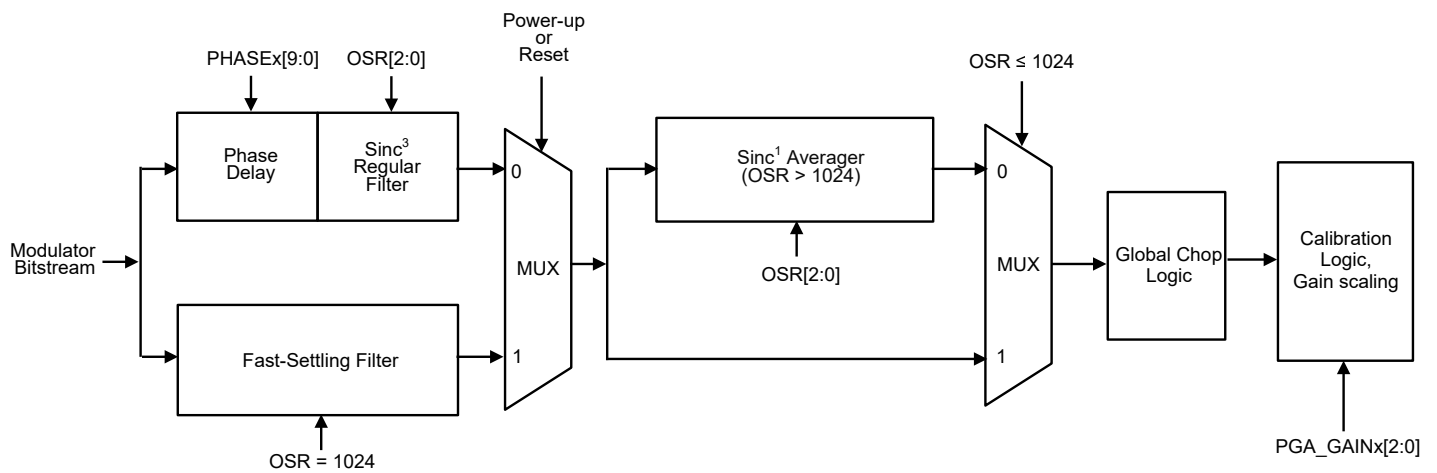 Power-up
or
Reset
PHASEx[9:0]
OSR[2:0]
OSR ≤ 1024
Phase
Delay
Sinc³
Regular
Filter
0
Sinc¹ Averager
(OSR > 1024)
0
Modulator
Bitstream
MUX
OSR[2:0]
MUX
Global Chop
Logic
Calibration
Logic,
Gain scaling
Fast-Settling Filter
1
1
OSR = 1024
PGA_GAINx[2:0]